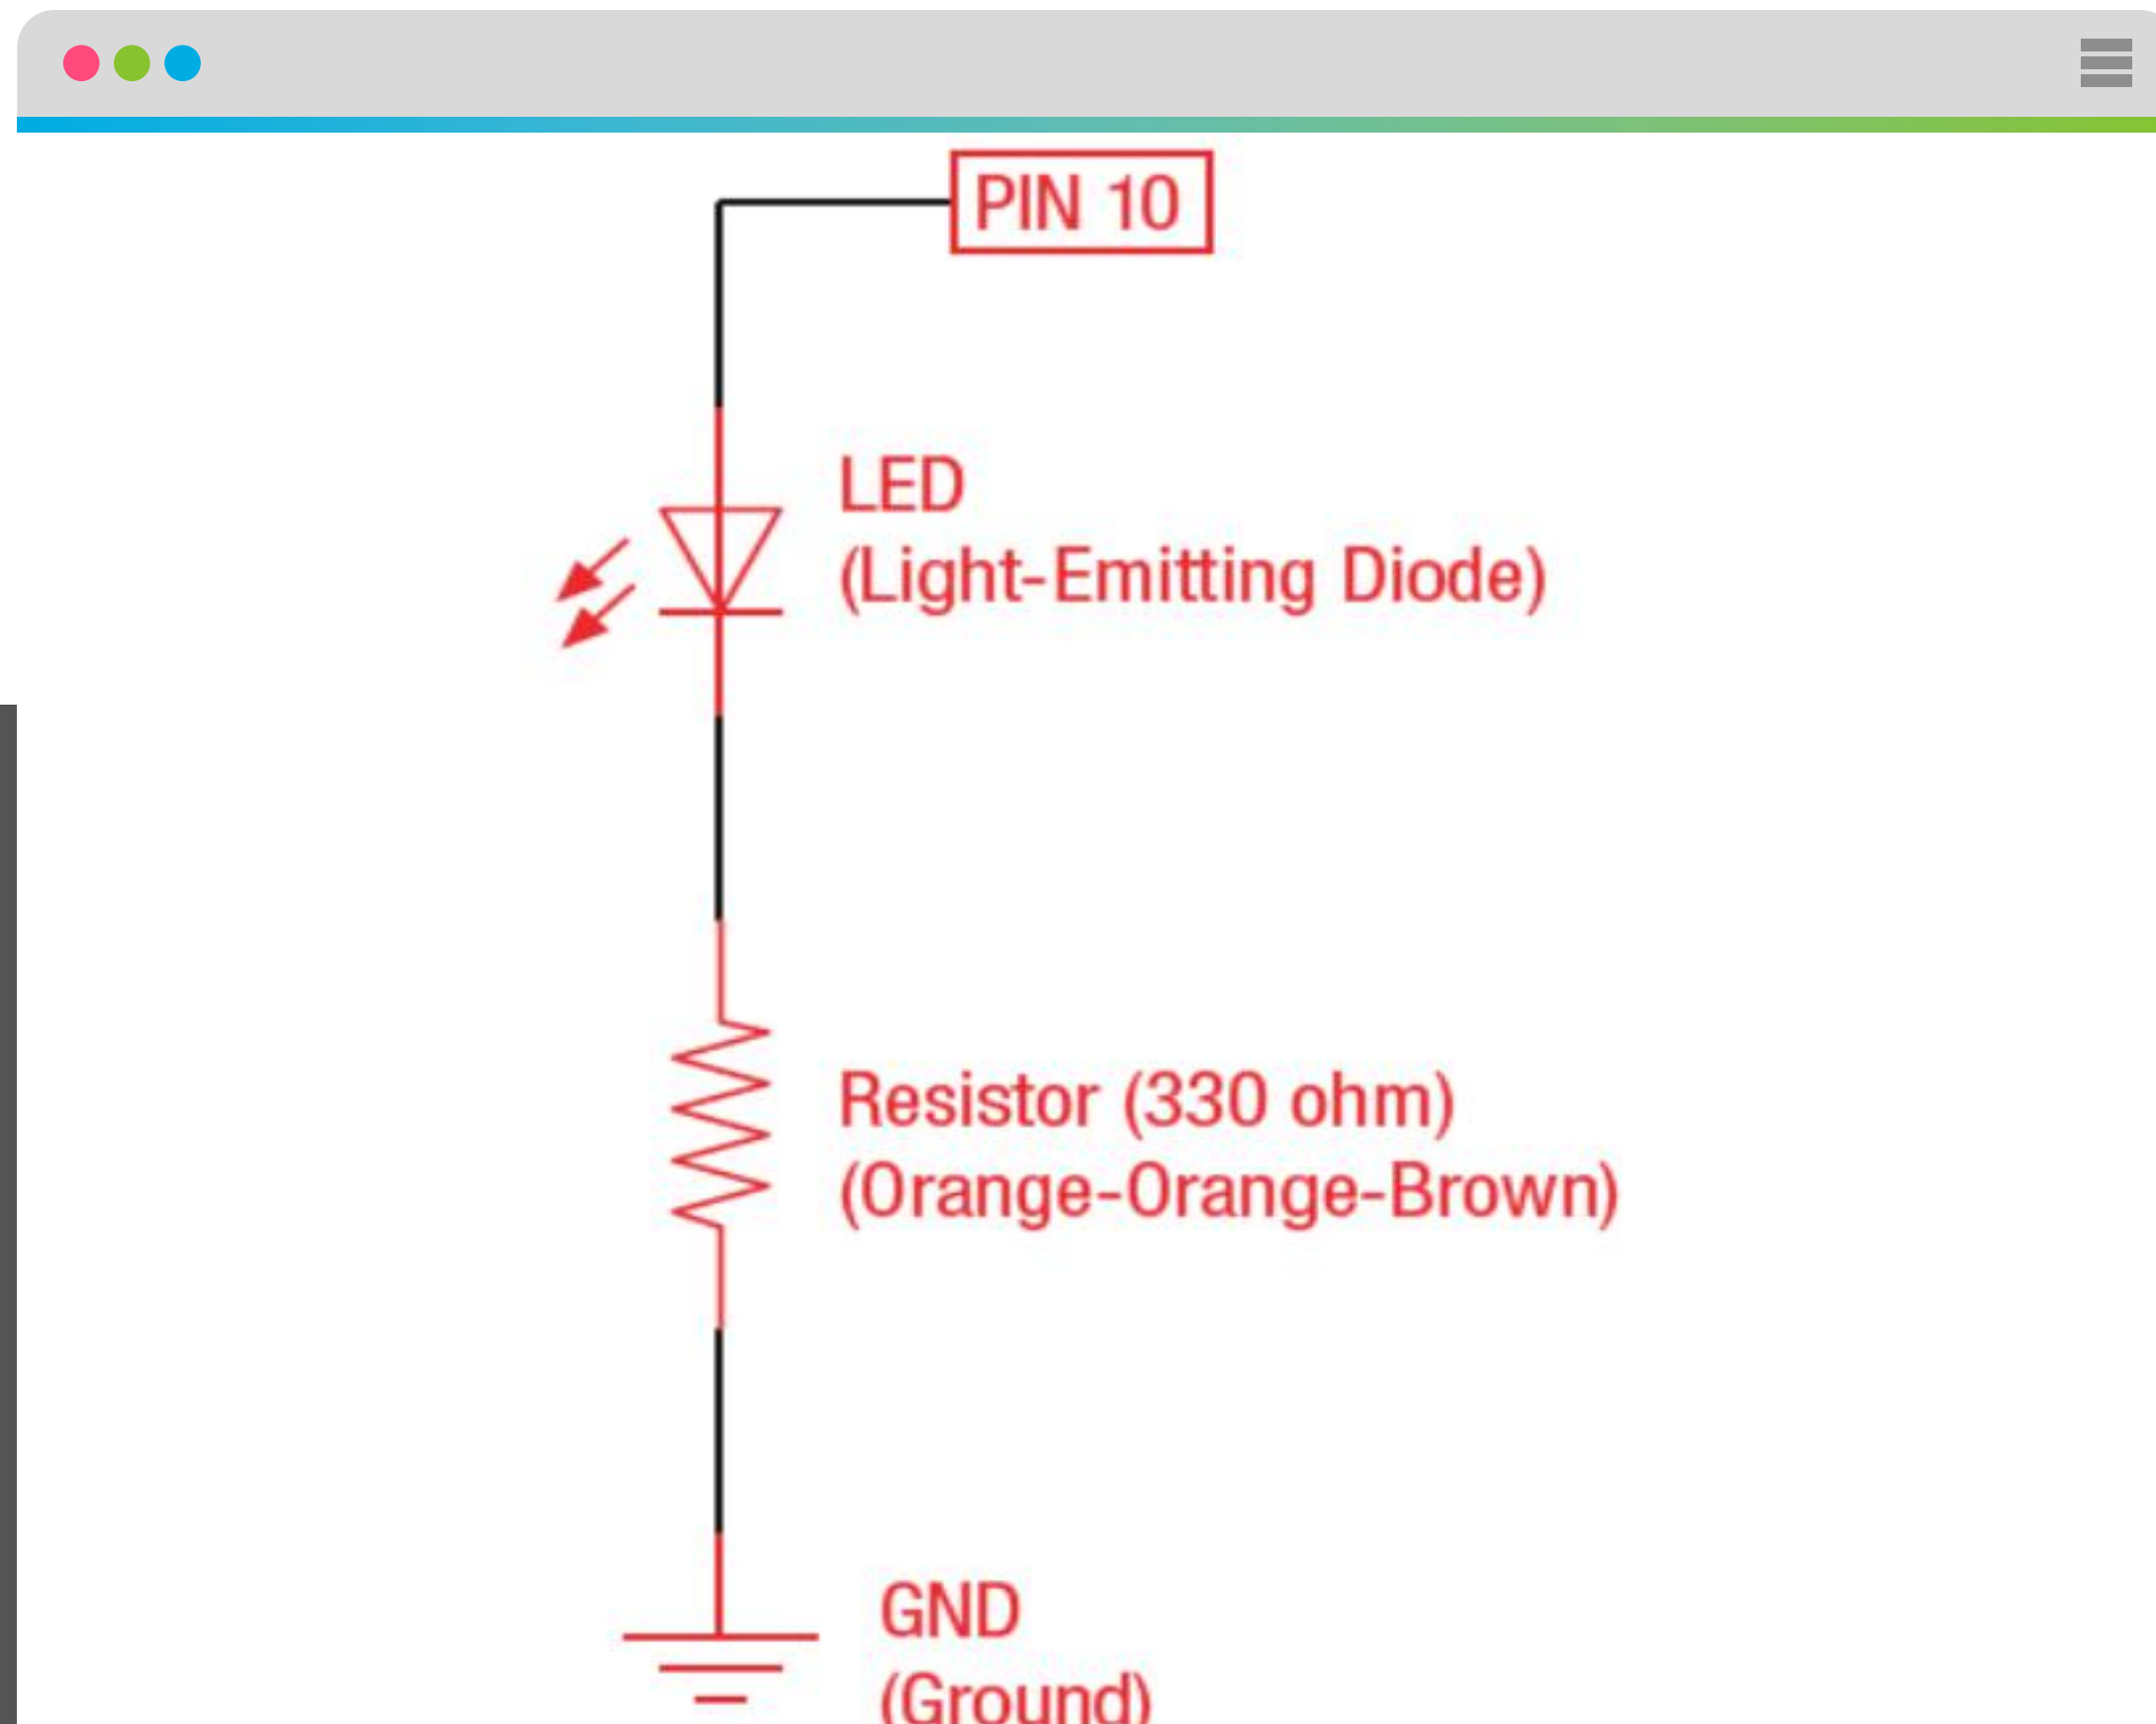 PIN 10
LED
(Light-Emitting Diode)
Resistor (330 ohm)
(Orange-Orange-Brown)
GND
(Ground)